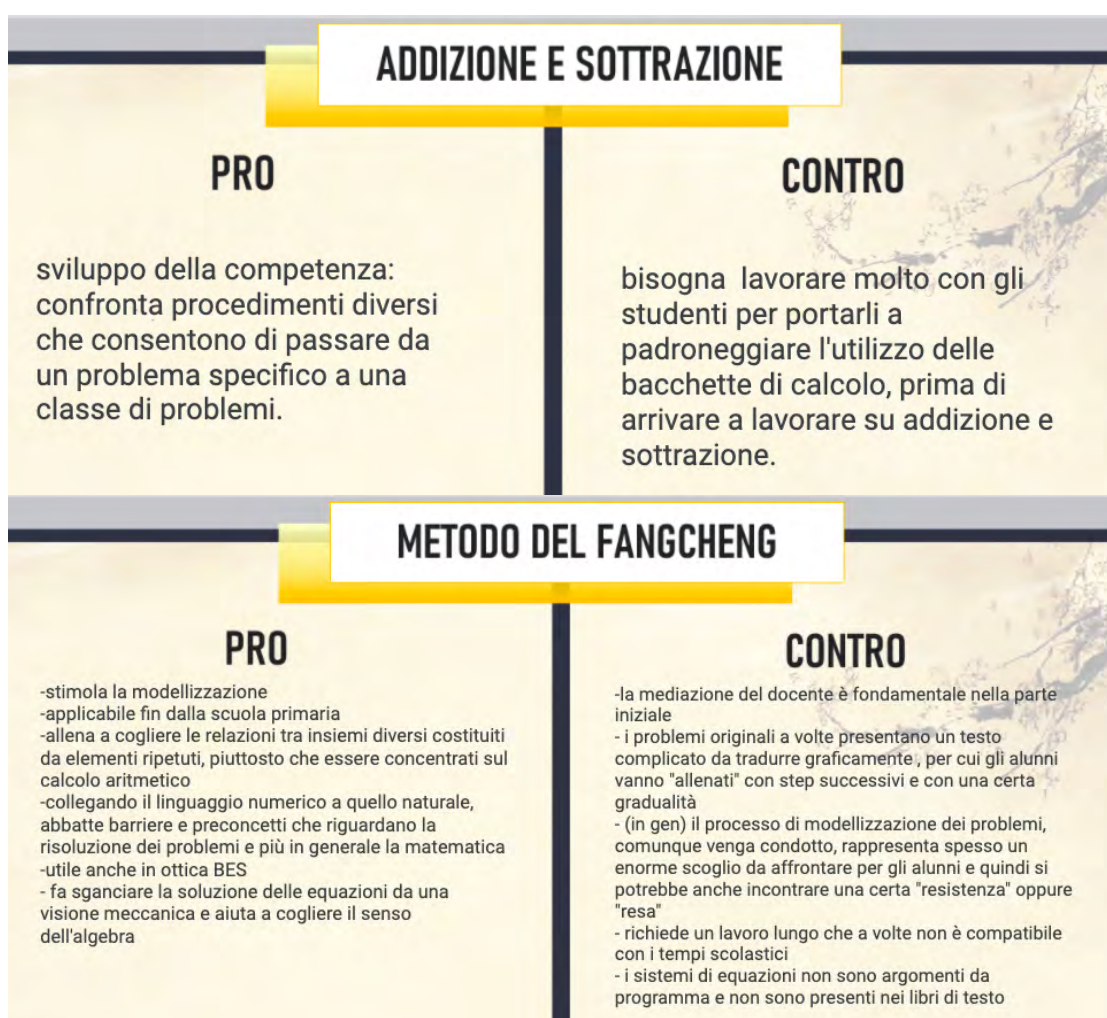 ADDIZIONE E SOTTRAZIONE
PRO
sviluppo della competenza:
confronta procedimenti diversi
che consentono di passare da
un problema specifico a una
classe di problemi.
CONTRO
bisogna  lavorare molto con gli
studenti per portarli a
padroneggiare l'utilizzo delle
bacchette di calcolo, prima di
arrivare a lavorare su addizione e
sottrazione.
METODO DEL FANGCHENG
PRO
-stimola la modellizzazione
-applicabile fin dalla scuola primaria
-allena a cogliere le relazioni tra insiemi diversi costituiti
da elementi ripetuti, piuttosto che essere concentrati sul
calcolo aritmetico
-collegando il linguaggio numerico a quello naturale,
abbatte barriere e preconcetti che riguardano la
risoluzione dei problemi e più in generale la matematica
-utile anche in ottica BES
- fa sganciare la soluzione delle equazioni da una
visione meccanica e aiuta a cogliere il senso
dell'algebra
CONTRO
-la mediazione del docente è fondamentale nella parte
iniziale
- i problemi originali a volte presentano un testo
complicato da tradurre graficamente , per cui gli alunni
vanno "allenati" con step successivi e con una certa
gradualità
- (in gen) il processo di modellizzazione dei problemi,
comunque venga condotto, rappresenta spesso un
enorme scoglio da affrontare per gli alunni e quindi si
potrebbe anche incontrare una certa "resistenza" oppure
"resa"
- richiede un lavoro lungo che a volte non è compatibile
con i tempi scolastici
- i sistemi di equazioni non sono argomenti da
programma e non sono presenti nei libri di testo